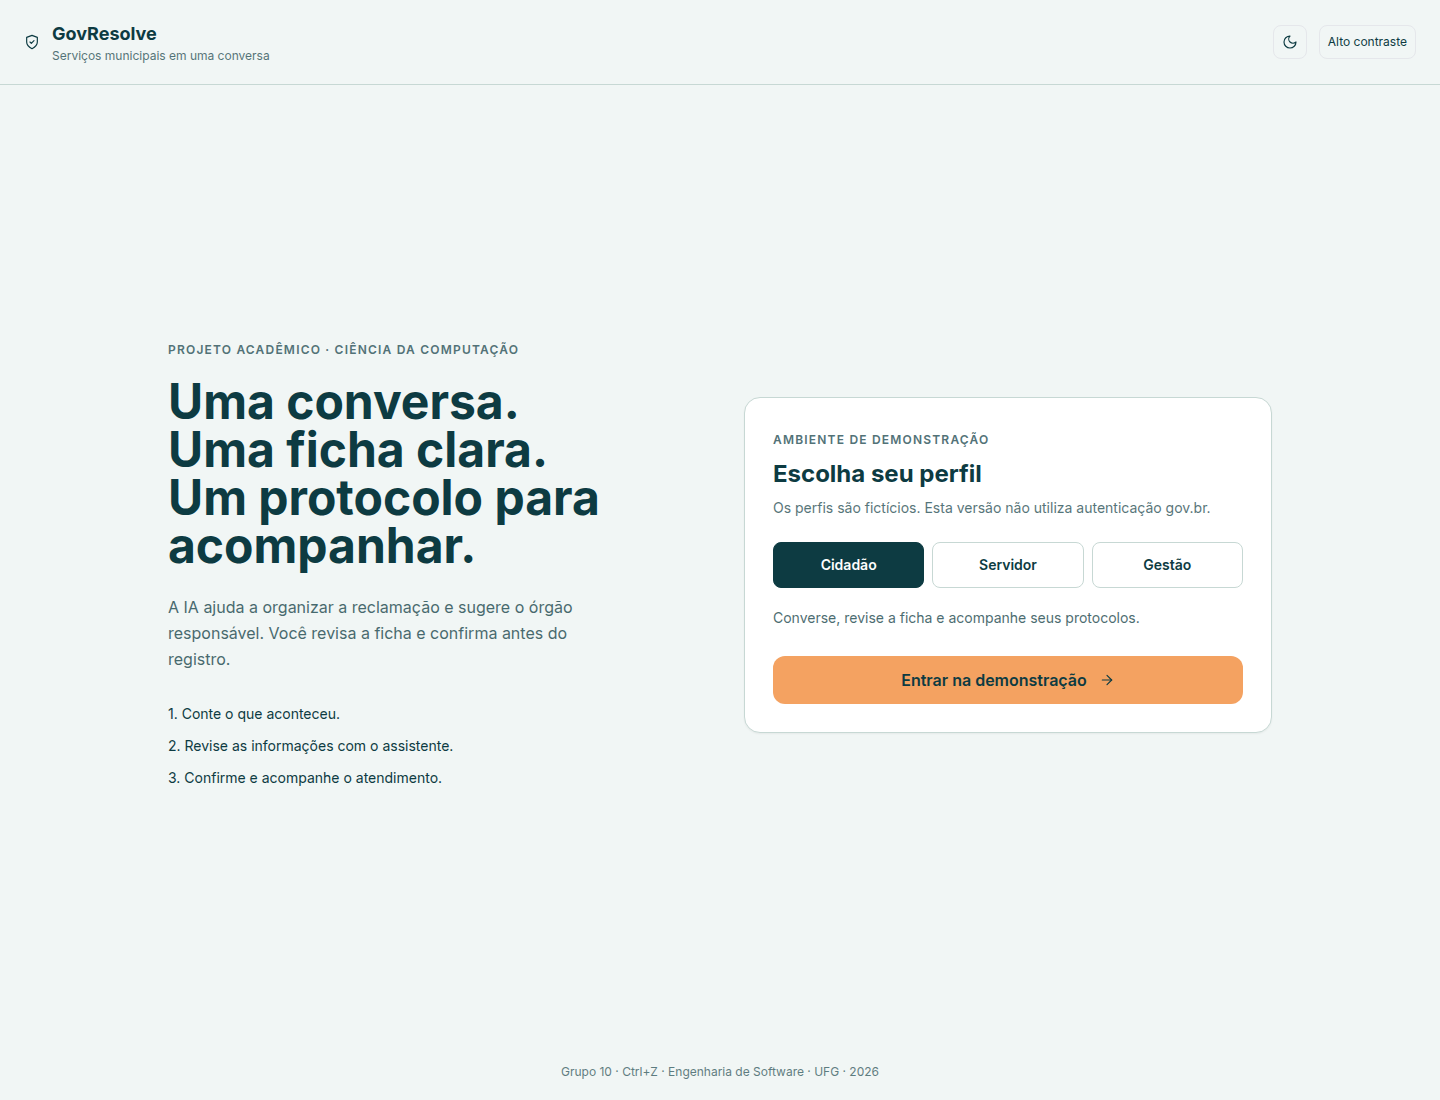 GovResolve
Serviços municipais em uma conversa
Alto contraste
PROJETO ACADÊMICO · CIÊNCIA DA COMPUTAÇÃO
Uma conversa.
Uma ficha clara.
Um protocolo para
acompanhar.
A IA ajuda a organizar a reclamação e sugere o órgão
responsável. Você revisa a ficha e confirma antes do
registro.
1. Conte o que aconteceu.
2. Revise as informações com o assistente.
3. Confirme e acompanhe o atendimento.
AMBIENTE DE DEMONSTRAÇÃO
Escolha seu perfil
Os perfis são fictícios. Esta versão não utiliza autenticação gov.br.
Cidadão
Servidor
Gestão
Converse, revise a ficha e acompanhe seus protocolos.
Entrar na demonstração
Grupo 10 · Ctrl+Z · Engenharia de Software · UFG · 2026